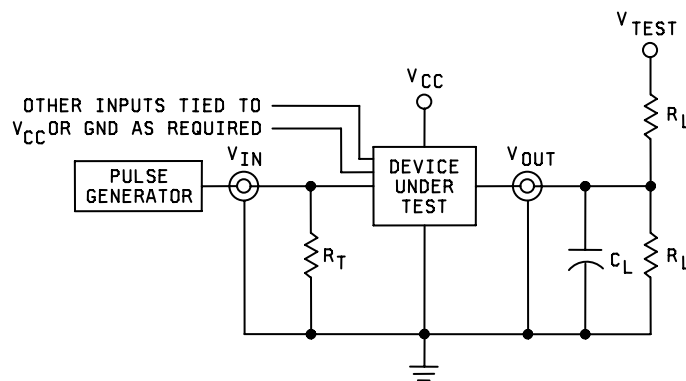 V TEST
V CC
R L
OTHER INPUTS TIED TO
V CC OR GND AS REQUIRED
V IN
V OUT
PULSE
GENERATOR
DEVICE
UNDER
TEST
R T
C L
R L